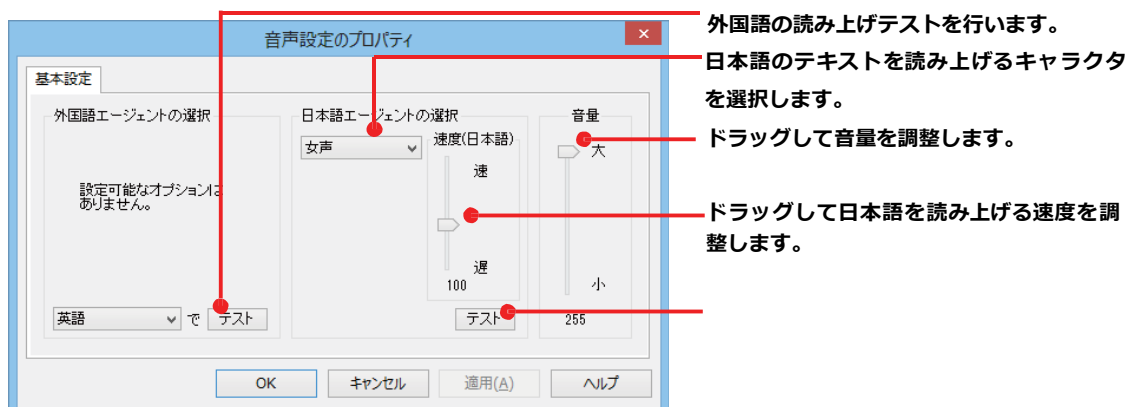 外国語の読み上げテストを行います。
音声設定のプロパティ
日本語のテキストを読み上げるキャラクタ
を選択します。
基本設定
外国語エージェントの選択
日本語エージェントの選択
音量
女声
速度(日本語)
大
ドラッグして音量を調整します。
速
設定可能なオプションは
ありません。
ドラッグして日本語を読み上げる速度を調
整します。
遅
100
小
英語
で
テスト
テスト
255
OK
キャンセル
適用(A)
ヘルプ